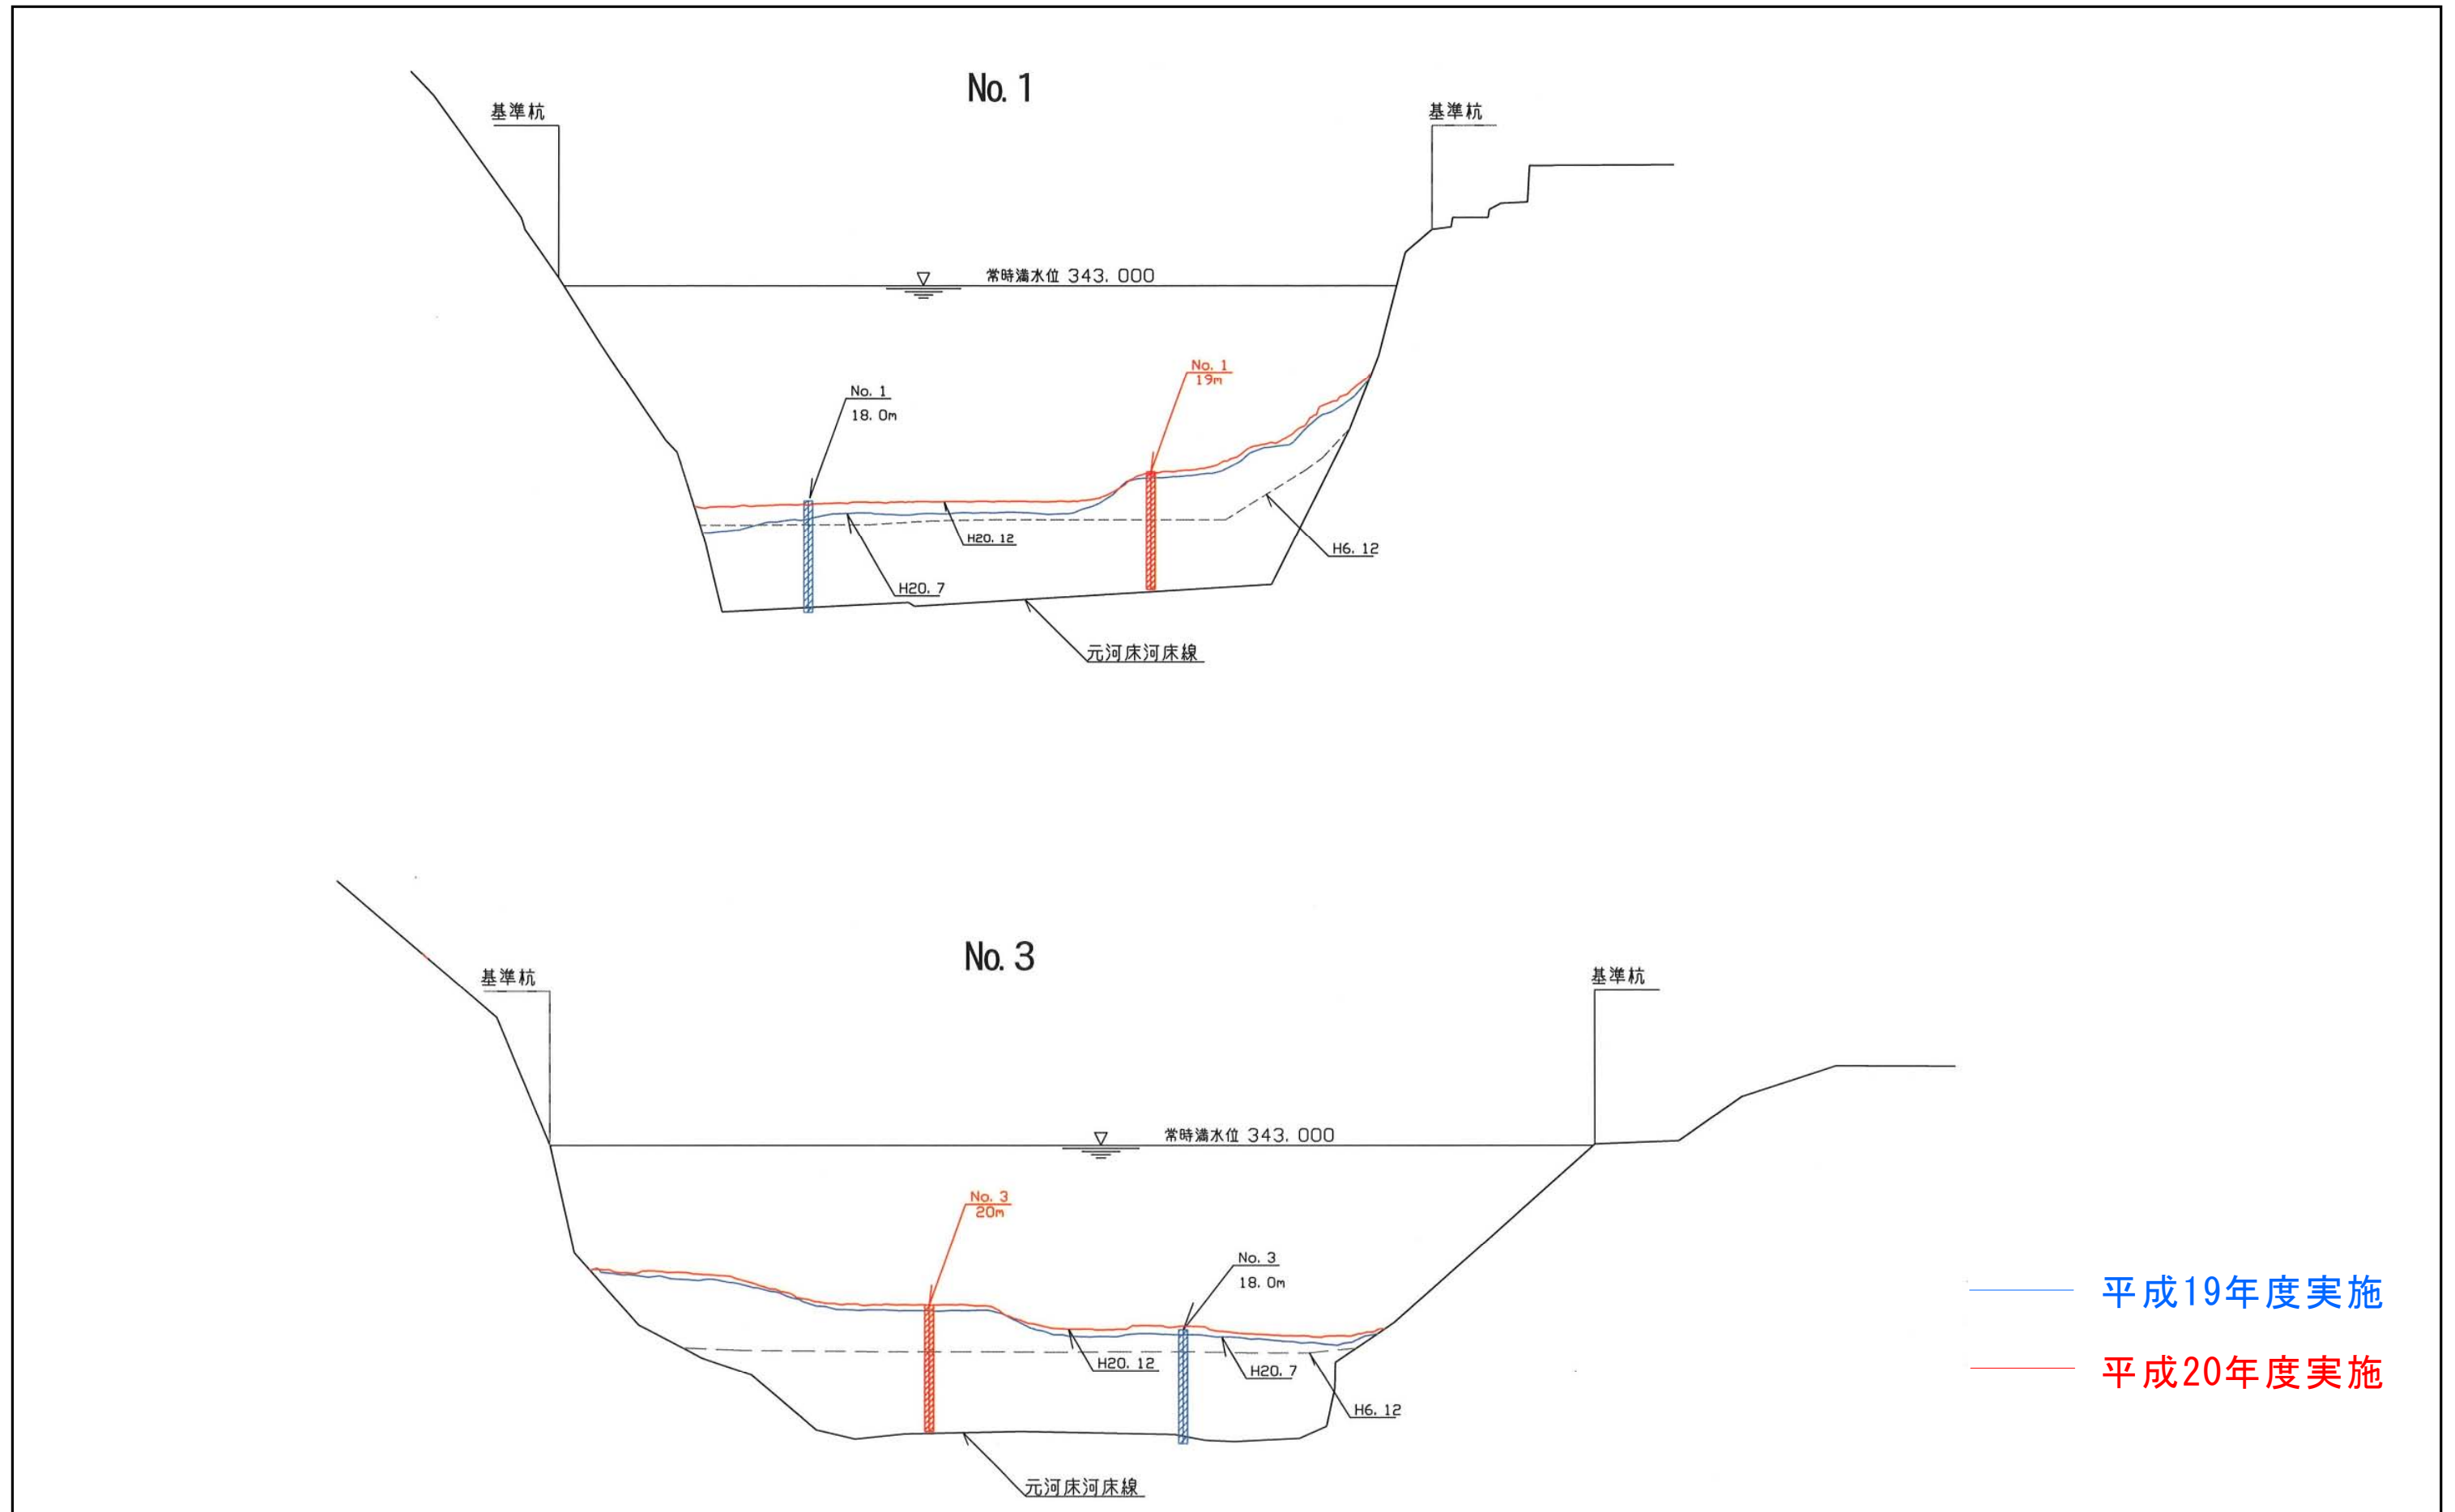 No. 1
基準杭
基準杭
常時満水位 343. 000
No. 1
19m
No. 1
18. 0m
H20. 12
H6. 12
H20. 7
元河床河床線
No. 3
基準杭
基準杭
常時満水位 343. 000
No. 3
20m
No. 3
18. 0m
平成19年度実施
H20. 12
H20. 7
平成20年度実施
H6. 12
元河床河床線